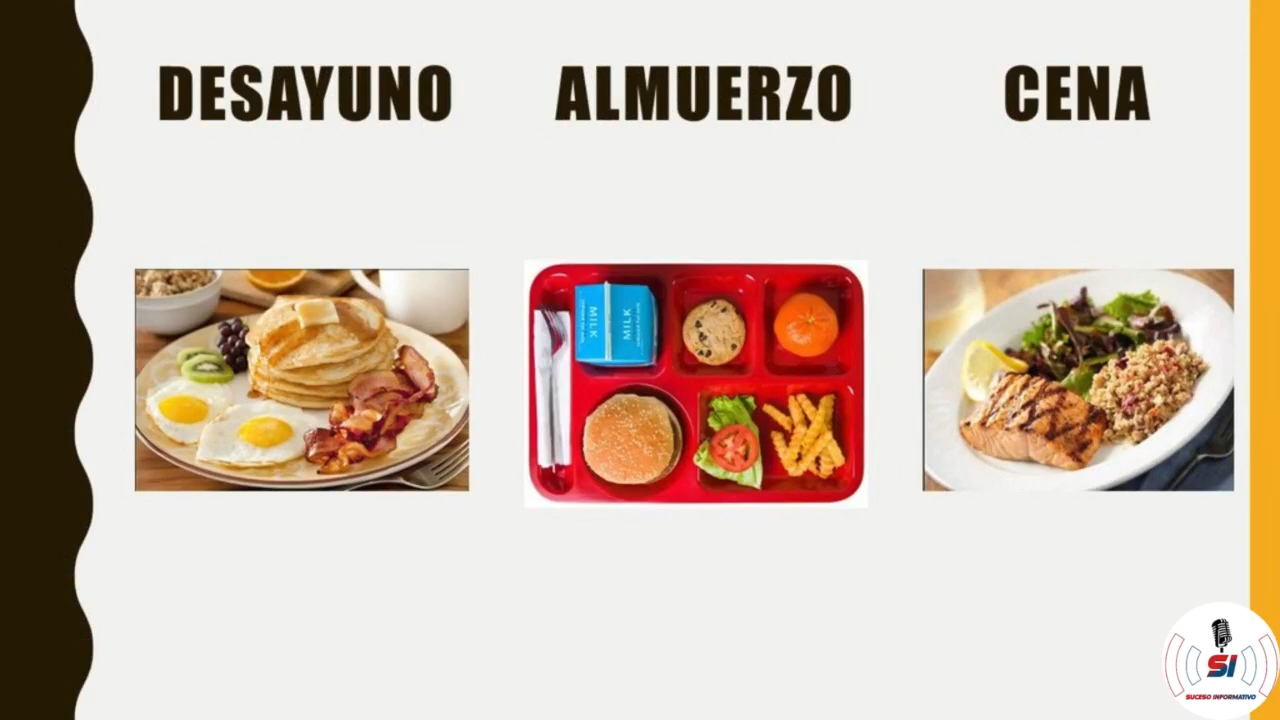 DESAYUNO ALMUERZO CENA
MILK
MILK
SI
SUCESO INFORMATIVO